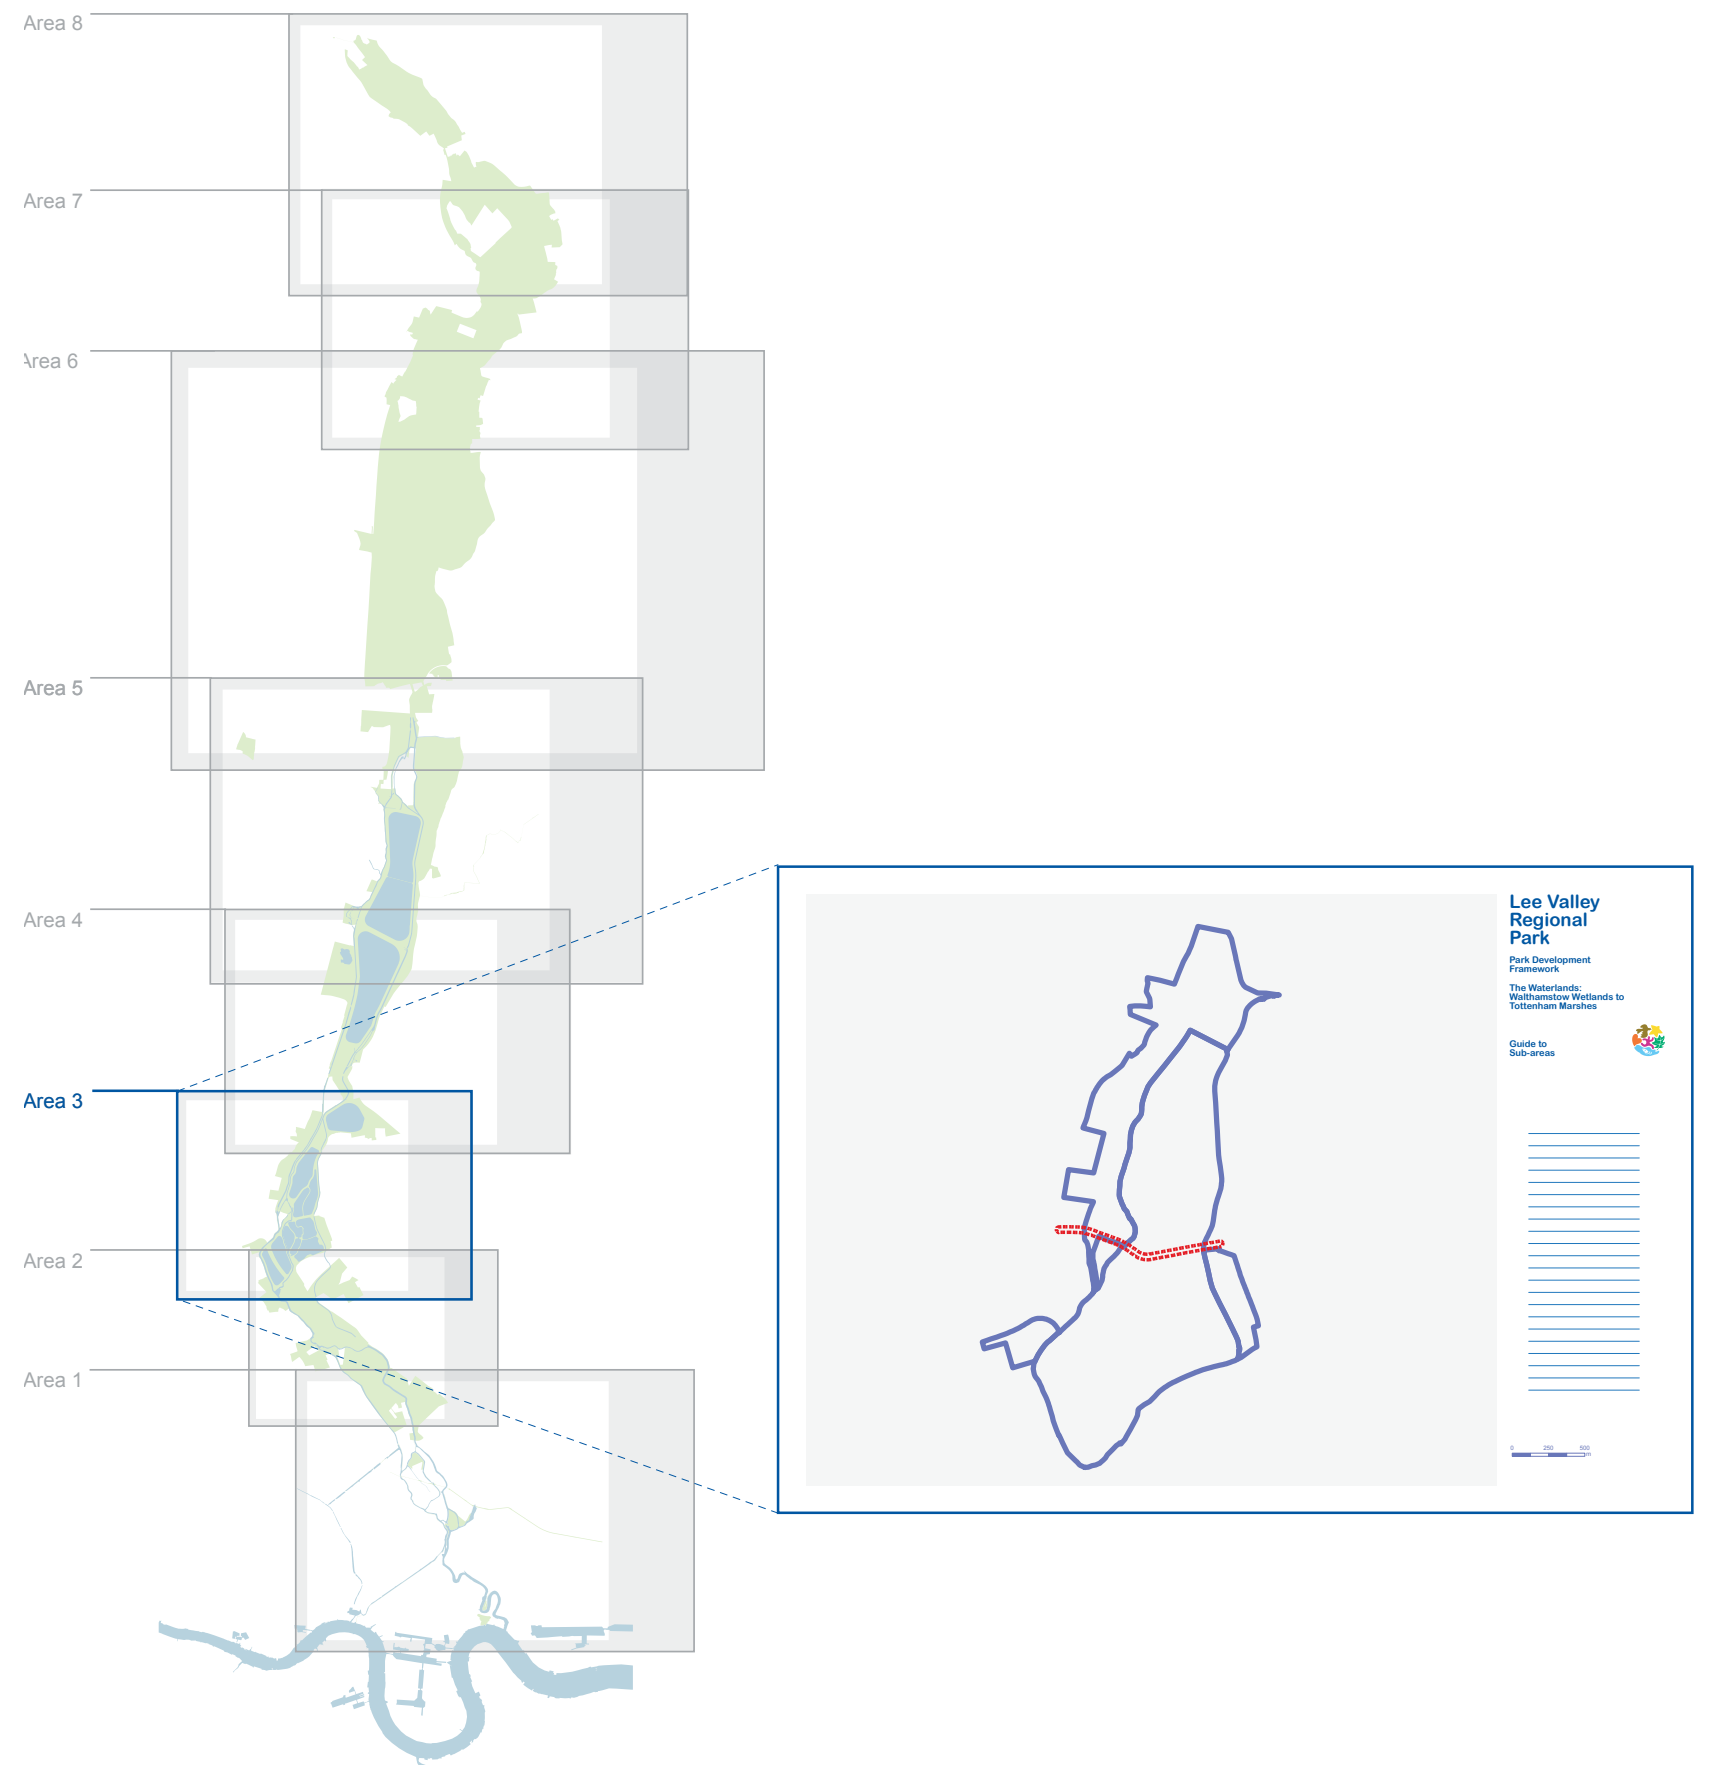 Area 8
Area 7
Area 6
Area 5
Area 4
Area 3
Area 2
Area 1
Lee Valley
Regional
Park
Park Development
Framework
The Waterlands:
Walthamstow Wetlands to
Tottenham Marshes
Guide to
Sub-areas
0 250 500
m